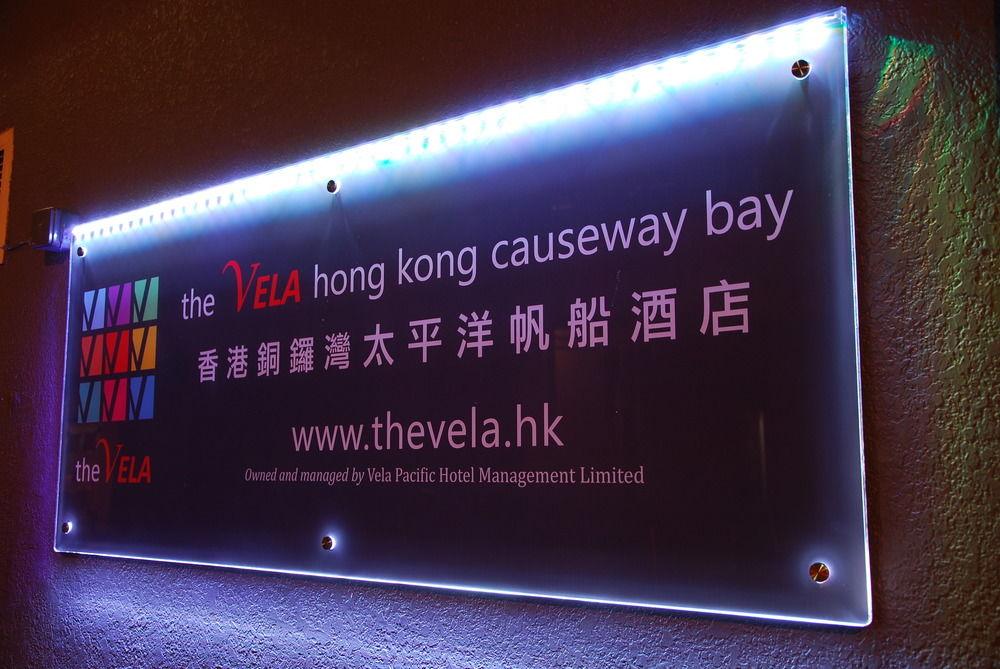 the VELA hong kong causeway bay
香港銅鑼灣太平洋帆船酒店
www.thevela.hk
Owned and managed by Vela Pacific Hotel Management Limited
V V V
V V V
V V V
the VELA